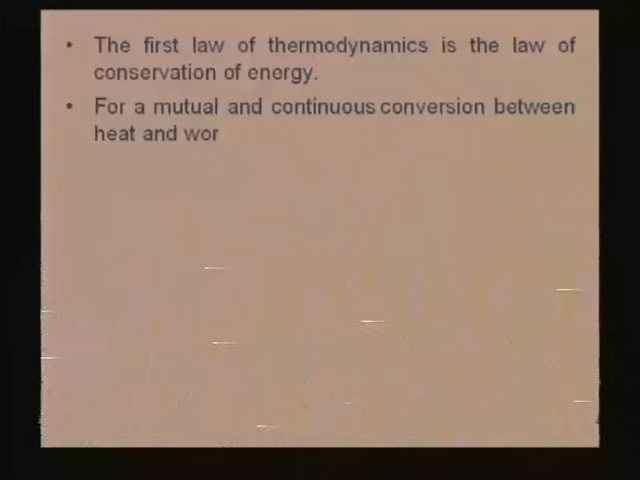 • The first law of thermodynamics is the law of
conservation of energy.
• For a mutual and continuous conversion between
heat and wor